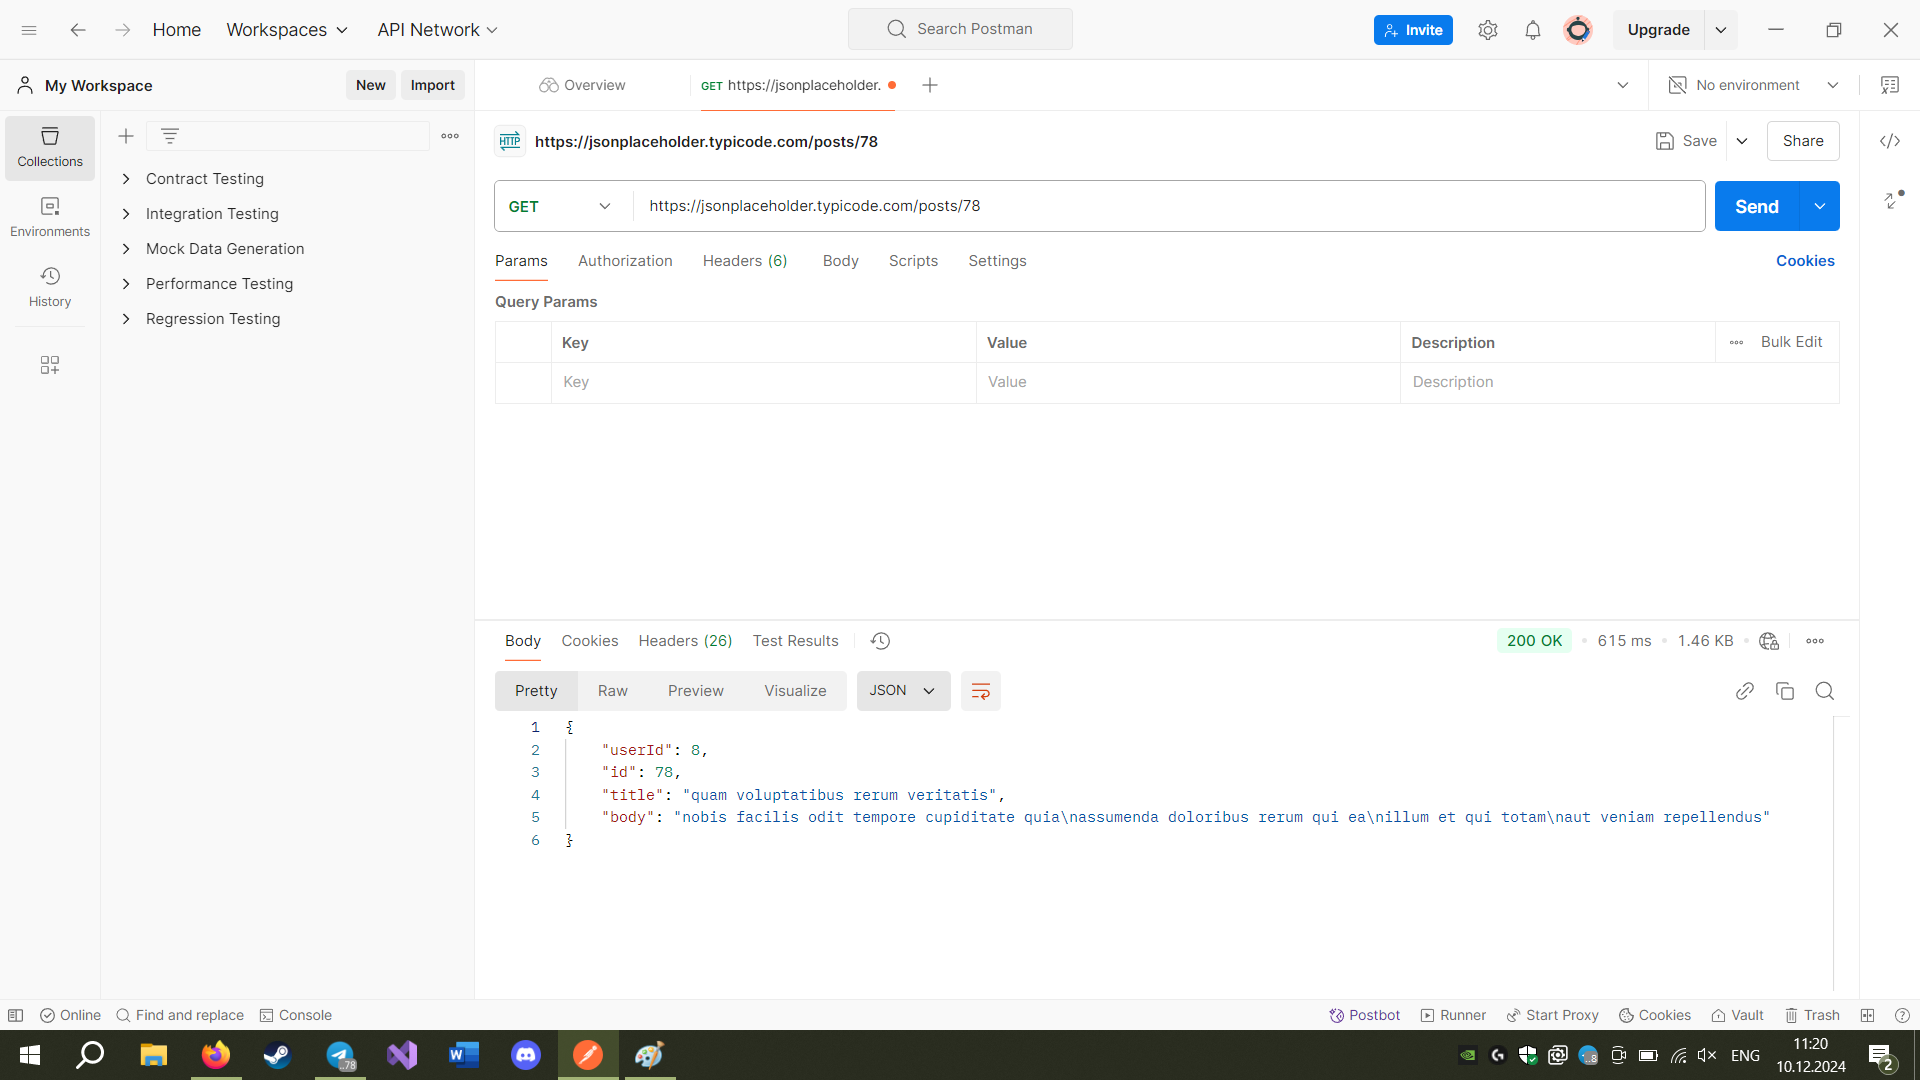 Home
Workspaces
API Network
Search Postman
Invite
Upgrade
My Workspace
New
Import
Overview
GET https://jsonplaceholder.
No environment
Collections
Environments
History
Contract Testing
Integration Testing
Mock Data Generation
Performance Testing
Regression Testing
HTTP
https://jsonplaceholder.typicode.com/posts/78
Save
Share
GET
https://jsonplaceholder.typicode.com/posts/78
Send
Params
Authorization
Headers (6)
Body
Scripts
Settings
Cookies
Query Params
Key
Value
Description
Bulk Edit
Key
Value
Description
Body
Cookies
Headers (26)
Test Results
200 OK
615 ms
1.46 KB
Pretty
Raw
Preview
Visualize
JSON
1 {
2 "userId": 8,
3 "id": 78,
4 "title": "quam voluptatibus rerum veritatis",
5 "body": "nobis facilis odit tempore cupiditate quia\nassumenda doloribus rerum qui ea\nillum et qui totam\naut veniam repellendus"
6 }
Online
Find and replace
Console
Postbot
Runner
Start Proxy
Cookies
Vault
Trash
..78
..8
ENG
11:20
10.12.2024
2